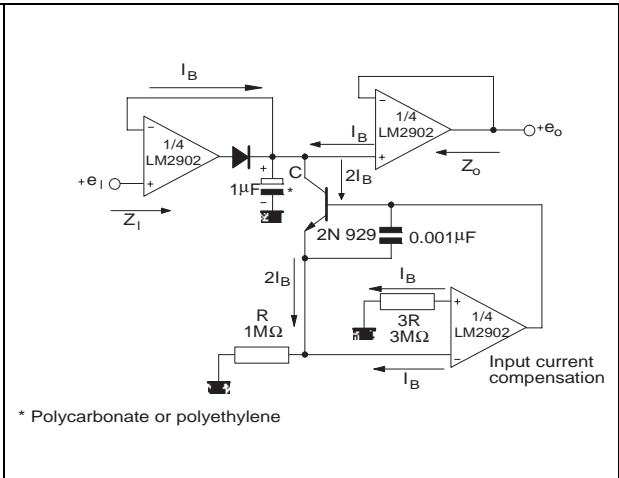 I_B
1/4
LM2902
+e_I
Z_I
+
1µF
*
C
I_B
2I_B
1/4
LM2902
+e_o
Z_o
2N 929
0.001µF
2I_B
I_B
R
1MΩ
3R
3MΩ
1/4
LM2902
I_B
Input current
compensation
* Polycarbonate or polyethylene